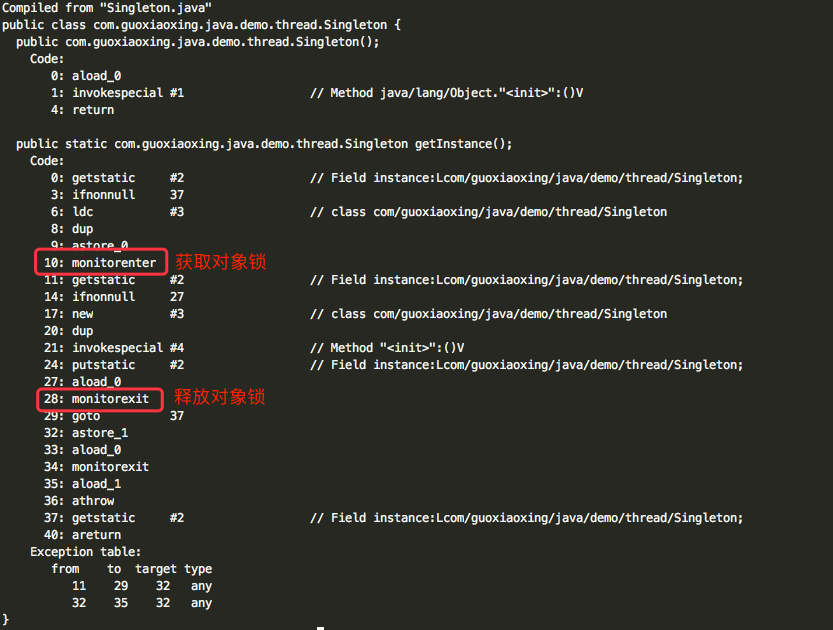 Compiled from "Singleton.java"
public class com.guoxiaoxing.java.demo.thread.Singleton {
  public com.guoxiaoxing.java.demo.thread.Singleton();
    Code:
       0: aload_0
       1: invokespecial #1                  // Method java/lang/Object."<init>":()V
       4: return

  public static com.guoxiaoxing.java.demo.thread.Singleton getInstance();
    Code:
       0: getstatic     #2                  // Field instance:Lcom/guoxiaoxing/java/demo/thread/Singleton;
       3: ifnonnull     37
       6: ldc           #3                  // class com/guoxiaoxing/java/demo/thread/Singleton
       8: dup
       9: astore_0
      10: monitorenter 获取对象锁
      11: getstatic     #2                  // Field instance:Lcom/guoxiaoxing/java/demo/thread/Singleton;
      14: ifnonnull     27
      17: new           #3                  // class com/guoxiaoxing/java/demo/thread/Singleton
      20: dup
      21: invokespecial #4                  // Method "<init>":()V
      24: putstatic     #2                  // Field instance:Lcom/guoxiaoxing/java/demo/thread/Singleton;
      27: aload_0
      28: monitorexit 释放对象锁
      29: goto          37
      32: astore_1
      33: aload_0
      34: monitorexit
      35: aload_1
      36: athrow
      37: getstatic     #2                  // Field instance:Lcom/guoxiaoxing/java/demo/thread/Singleton;
      40: areturn
    Exception table:
       from    to  target type
          11    29    32   any
          32    35    32   any
}